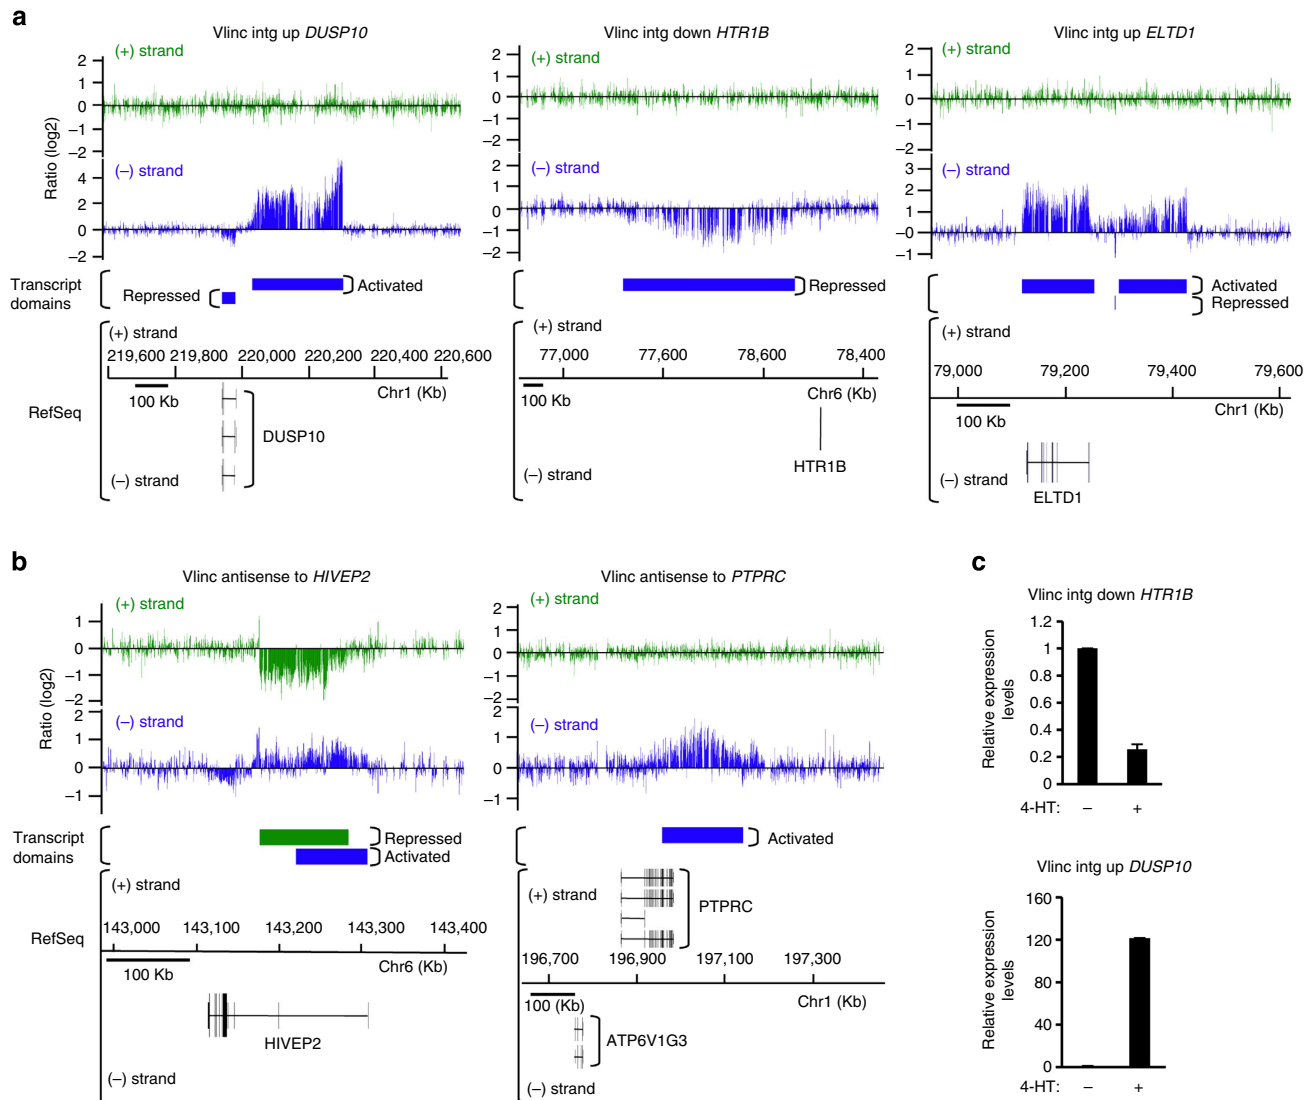 a
Vlinc intg up DUSP10
(+) strand
2
1
0
−1
−2
Ratio (log2)
(−) strand
4
2
0
−2
Transcript domains
Repressed
Activated
(+) strand
219,600 219,800 220,000 220,200 220,400 220,600
100 Kb
Chr1 (Kb)
RefSeq
DUSP10
(−) strand
Vlinc intg down HTR1B
(+) strand
2
1
0
−1
−2
(−) strand
2
1
0
−1
−2
Repressed
(+) strand
77,000 77,600 78,600 78,400
Chr6 (Kb)
100 Kb
HTR1B
(−) strand
Vlinc intg up ELTD1
(+) strand
2
1
0
−1
−2
(−) strand
3
2
1
−0
−1
Activated
Repressed
(+) strand
79,000 79,200 79,400 79,600
Chr1 (Kb)
100 Kb
(−) strand
ELTD1
b
Vlinc antisense to HIVEP2
(+) strand
1
0
−1
−2
Ratio (log2)
(−) strand
2
1
0
−1
Transcript domains
Repressed
Activated
(+) strand
RefSeq
143,000 143,100 143,200 143,300 143,400
100 Kb
Chr6 (Kb)
HIVEP2
(−) strand
Vlinc antisense to PTPRC
(+) strand
2
1
0
−1
−2
(−) strand
2
1
0
−1
Activated
(+) strand
PTPRC
196,700 196,900 197,100 197,300
100 (Kb)
Chr1 (Kb)
ATP6V1G3
(−) strand
c
Vlinc intg down HTR1B
Relative expression levels
1.2
1
0.8
0.6
0.4
0.2
0
4-HT: − +
Vlinc intg up DUSP10
Relative expression levels
160
120
80
40
0
4-HT: − +